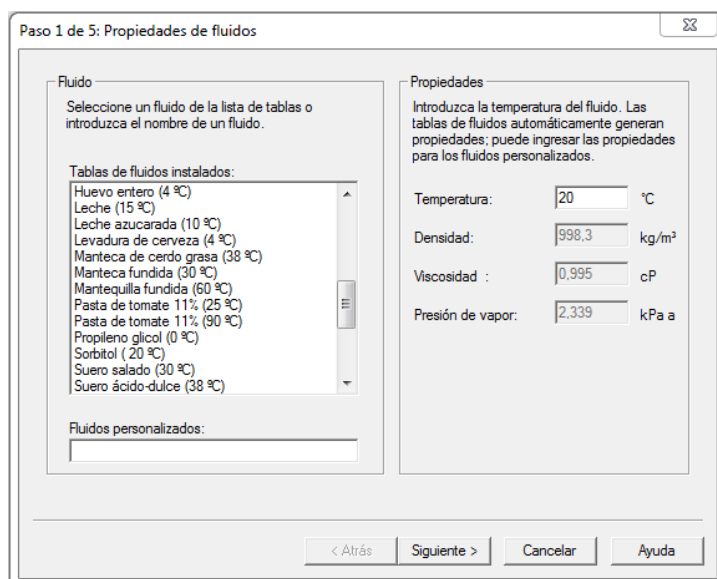 Paso 1 de 5: Propiedades de fluidos
Fluido
Seleccione un fluido de la lista de tablas o
introduzca el nombre de un fluido.
Tablas de fluidos instalados:
Huevo entero (4 ºC)
Leche (15 ºC)
Leche azucarada (10 ºC)
Levadura de cerveza (4 ºC)
Manteca de cerdo grasa (38 ºC)
Manteca fundida (30 ºC)
Mantequilla fundida (60 ºC)
Pasta de tomate 11% (25 ºC)
Pasta de tomate 11% (90 ºC)
Propileno glicol (0 ºC)
Sorbitol ( 20 ºC)
Suero salado (30 ºC)
Suero ácido-dulce (38 ºC)
Fluidos personalizados:
Propiedades
Introduzca la temperatura del fluido. Las
tablas de fluidos automáticamente generan
propiedades; puede ingresar las propiedades
para los fluidos personalizados.
Temperatura: 20 °C
Densidad: 998,3 kg/m³
Viscosidad : 0,995 cP
Presión de vapor: 2,339 kPa a
< Atrás Siguiente > Cancelar Ayuda